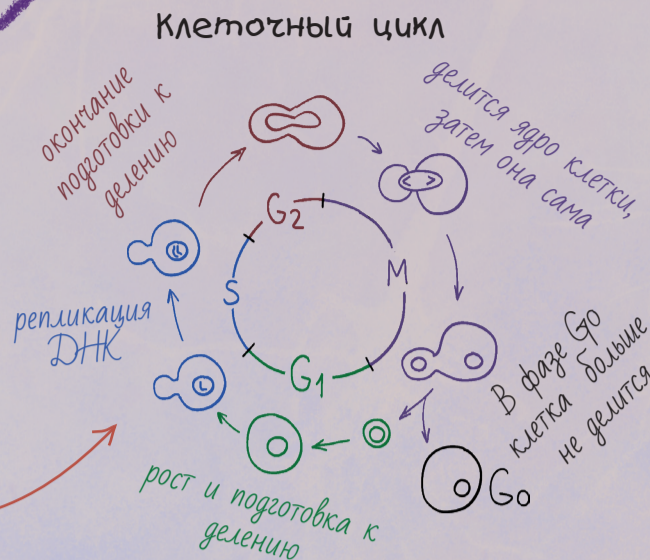 Клеточный цикл
окончание
подготовки к
делению
делится ядро клетки,
затем она сама
G2
M
S
G1
репликация
ДНК
В фазе G0
клетка больше
не делится
G0
рост и подготовка к
делению